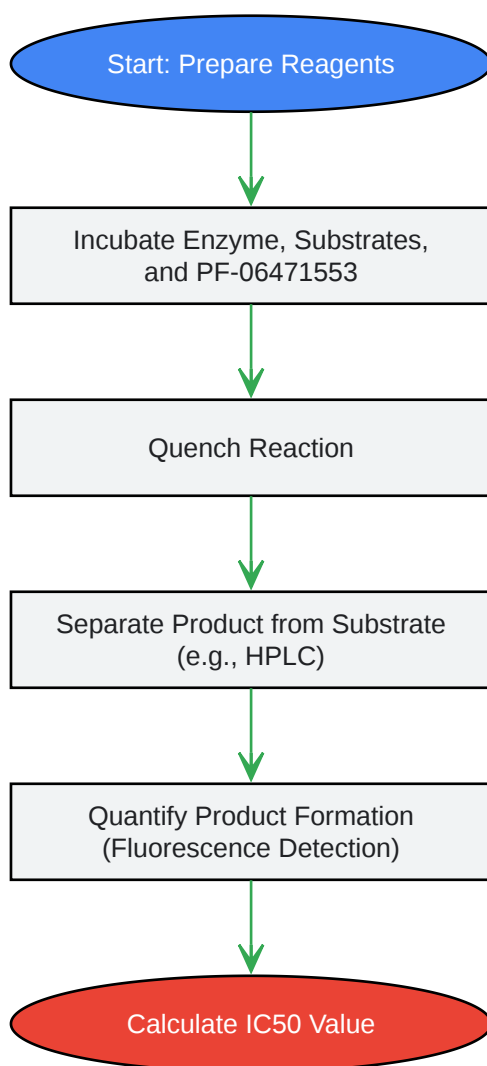 Start: Prepare Reagents
Incubate Enzyme, Substrates,
and PF-06471553
Quench Reaction
Separate Product from Substrate
(e.g., HPLC)
Quantify Product Formation
(Fluorescence Detection)
Calculate IC50 Value